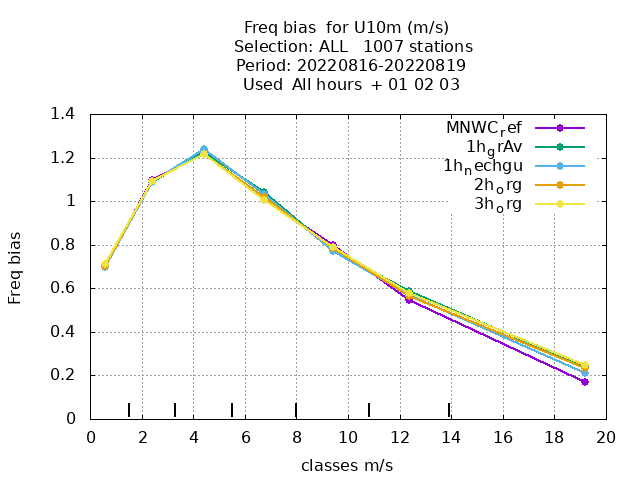 Freq bias  for U10m (m/s)
Selection: ALL   1007 stations
Period: 20220816-20220819
Used  All hours  + 01 02 03
MNWC_ref
1h_grAv
1h_nechgu
2h_org
3h_org
1.4
1.2
1
0.8
0.6
0.4
0.2
0
Freq bias
0 2 4 6 8 10 12 14 16 18 20
classes m/s